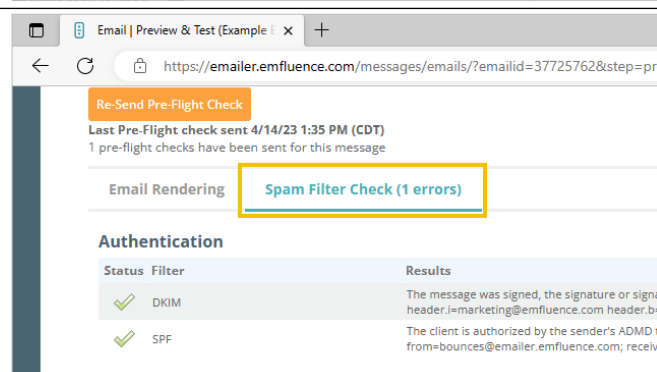 Email | Preview & Test (Example E
https://emailer.emfluence.com/messages/emails/?emailid=37725762&step=pr
Re-Send Pre-Flight Check
Last Pre-Flight check sent 4/14/23 1:35 PM (CDT)
1 pre-flight checks have been sent for this message
Email Rendering Spam Filter Check (1 errors)
Authentication
Status Filter Results
DKIM The message was signed, the signature or signa
header.i=marketing@emfluence.com header.b=
SPF The client is authorized by the sender's ADMD t
from=bounces@emailer.emfluence.com; receiv